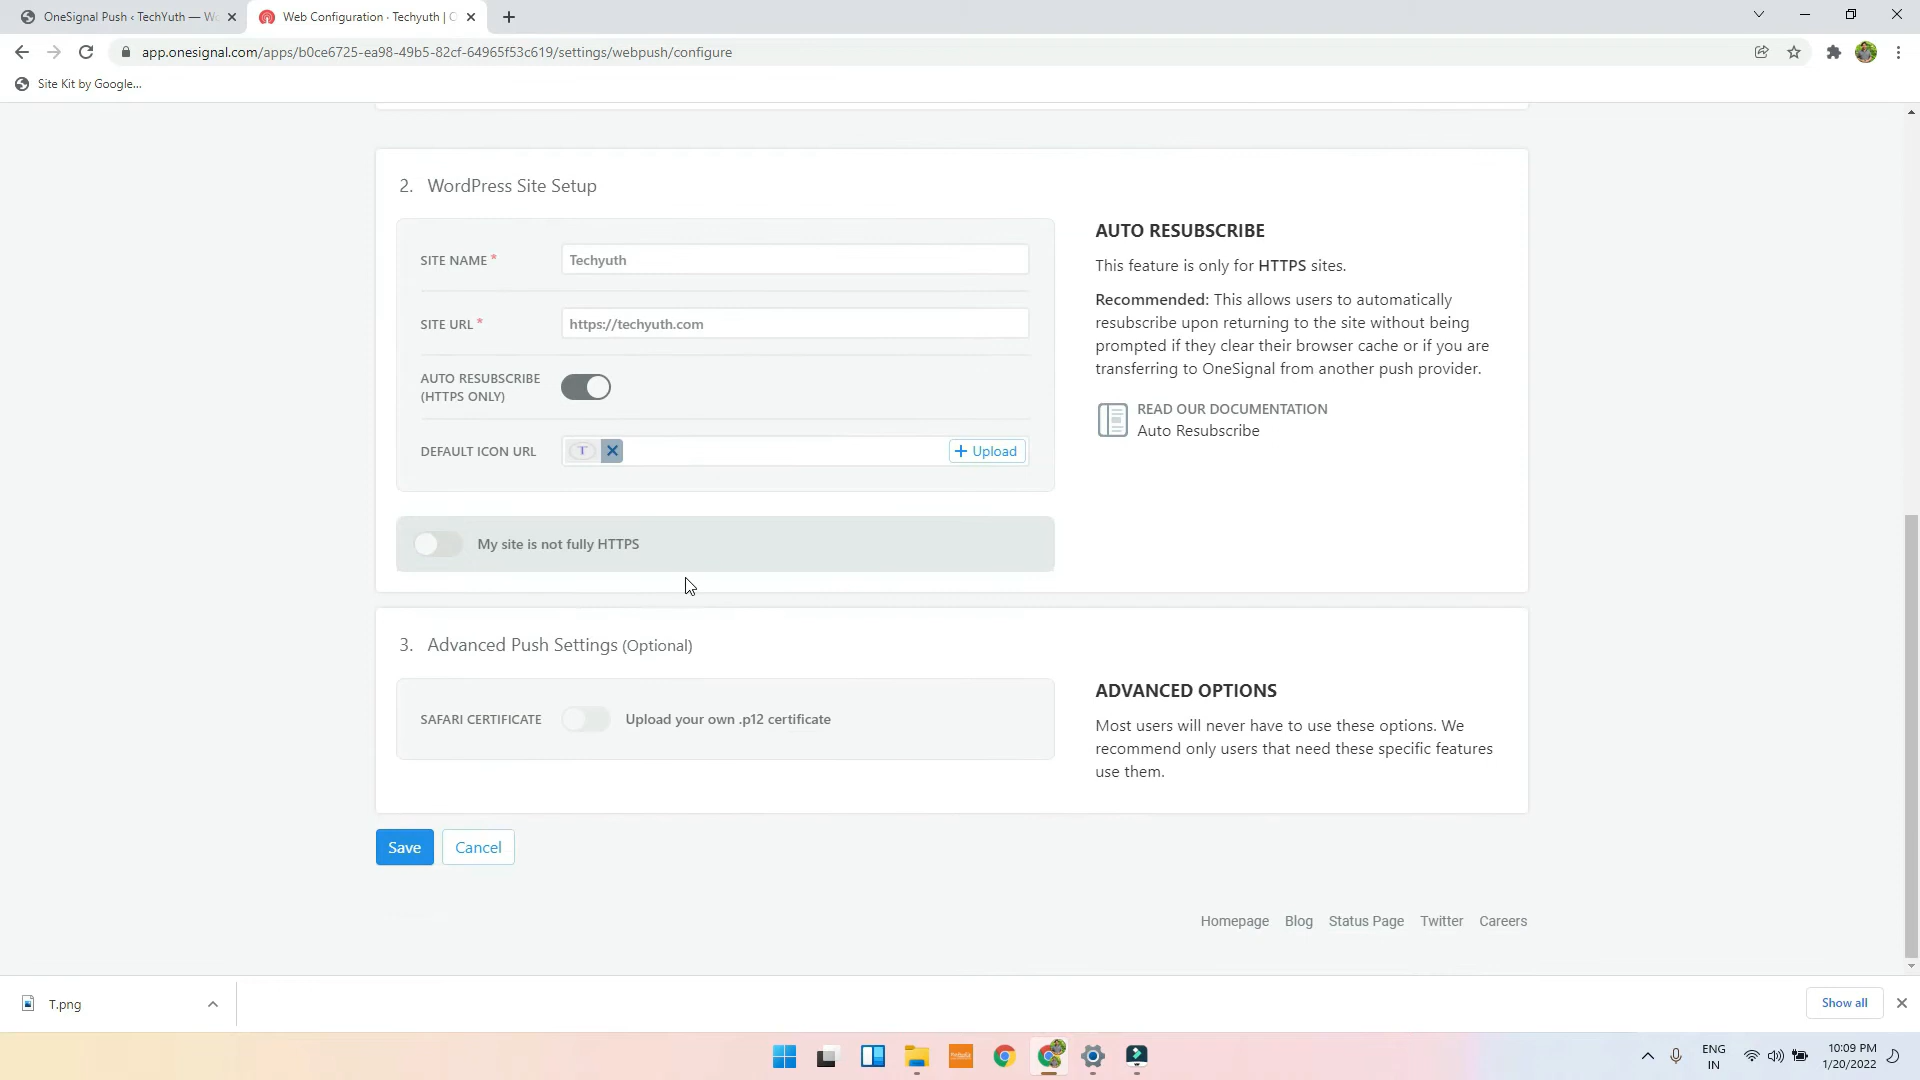 OneSignal Push ‹ TechYuth — Wo
Web Configuration · Techyuth | O
app.onesignal.com/apps/b0ce6725-ea98-49b5-82cf-64965f53c619/settings/webpush/configure
Site Kit by Google...
2. WordPress Site Setup
SITE NAME *
Techyuth
SITE URL *
https://techyuth.com
AUTO RESUBSCRIBE
(HTTPS ONLY)
DEFAULT ICON URL
T
+ Upload
My site is not fully HTTPS
AUTO RESUBSCRIBE
This feature is only for HTTPS sites.
Recommended: This allows users to automatically
resubscribe upon returning to the site without being
prompted if they clear their browser cache or if you are
transferring to OneSignal from another push provider.
READ OUR DOCUMENTATION
Auto Resubscribe
3. Advanced Push Settings (Optional)
SAFARI CERTIFICATE
Upload your own .p12 certificate
ADVANCED OPTIONS
Most users will never have to use these options. We
recommend only users that need these specific features
use them.
Save
Cancel
Homepage Blog Status Page Twitter Careers
T.png
Show all
ENG
IN
10:09 PM
1/20/2022